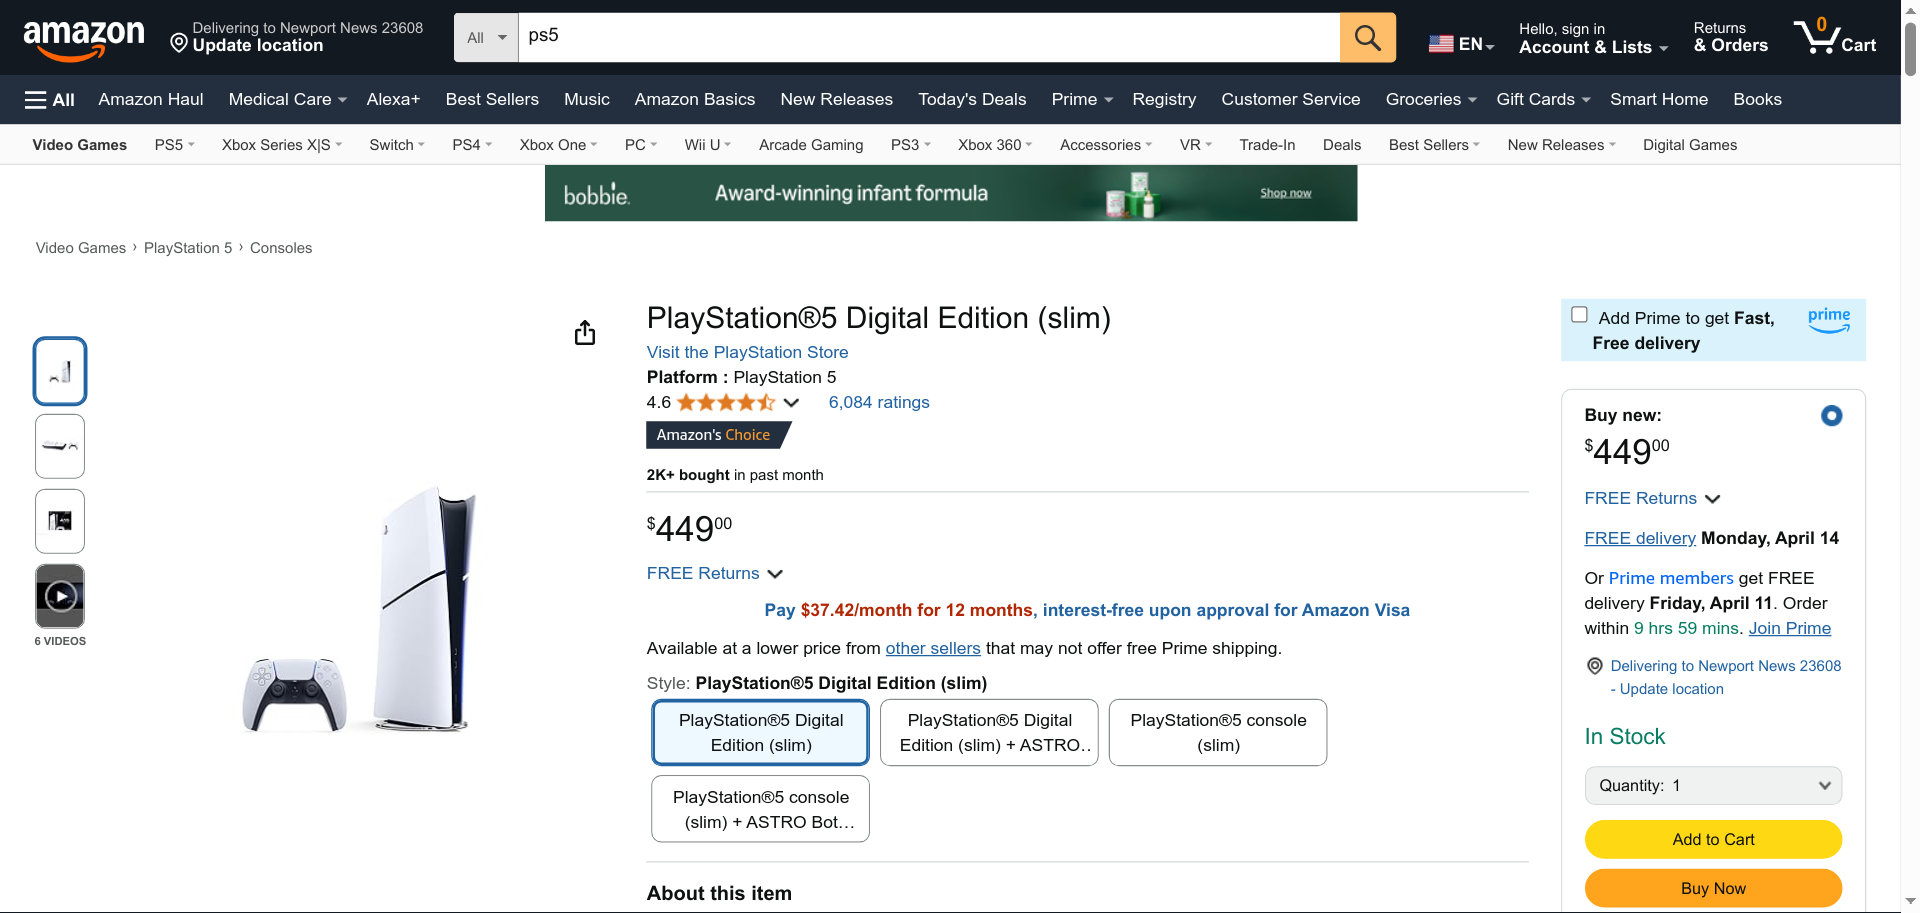 amazon
Delivering to Newport News 23608
Update location
All
ps5
EN
Hello, sign in
Account & Lists
Returns
& Orders
0
Cart
All
Amazon Haul
Medical Care
Alexa+
Best Sellers
Music
Amazon Basics
New Releases
Today's Deals
Prime
Registry
Customer Service
Groceries
Gift Cards
Smart Home
Books
Video Games
PS5
Xbox Series X|S
Switch
PS4
Xbox One
PC
Wii U
Arcade Gaming
PS3
Xbox 360
Accessories
VR
Trade-In
Deals
Best Sellers
New Releases
Digital Games
bobbie.
Award-winning infant formula
Shop now
Video Games › PlayStation 5 › Consoles
6 VIDEOS
PlayStation®5 Digital Edition (slim)
Visit the PlayStation Store
Platform : PlayStation 5
4.6
6,084 ratings
Amazon's Choice
2K+ bought in past month
$44900
FREE Returns
Pay $37.42/month for 12 months, interest-free upon approval for Amazon Visa
Available at a lower price from other sellers that may not offer free Prime shipping.
Style: PlayStation®5 Digital Edition (slim)
PlayStation®5 Digital
Edition (slim)
PlayStation®5 Digital
Edition (slim) + ASTRO..
PlayStation®5 console
(slim)
PlayStation®5 console
(slim) + ASTRO Bot…
About this item
Add Prime to get Fast,
Free delivery
prime
Buy new:
$44900
FREE Returns
FREE delivery Monday, April 14
Or Prime members get FREE
delivery Friday, April 11. Order
within 9 hrs 59 mins. Join Prime
Delivering to Newport News 23608
- Update location
In Stock
Quantity: 1
Add to Cart
Buy Now